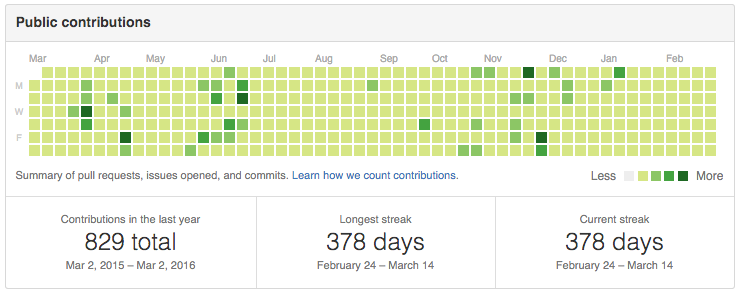 Public contributions
Mar Apr May Jun Jul Aug Sep Oct Nov Dec Jan Feb
M
W
F
Summary of pull requests, issues opened, and commits. Learn how we count contributions.
Less More
Contributions in the last year
829 total
Mar 2, 2015 – Mar 2, 2016
Longest streak
378 days
February 24 – March 14
Current streak
378 days
February 24 – March 14